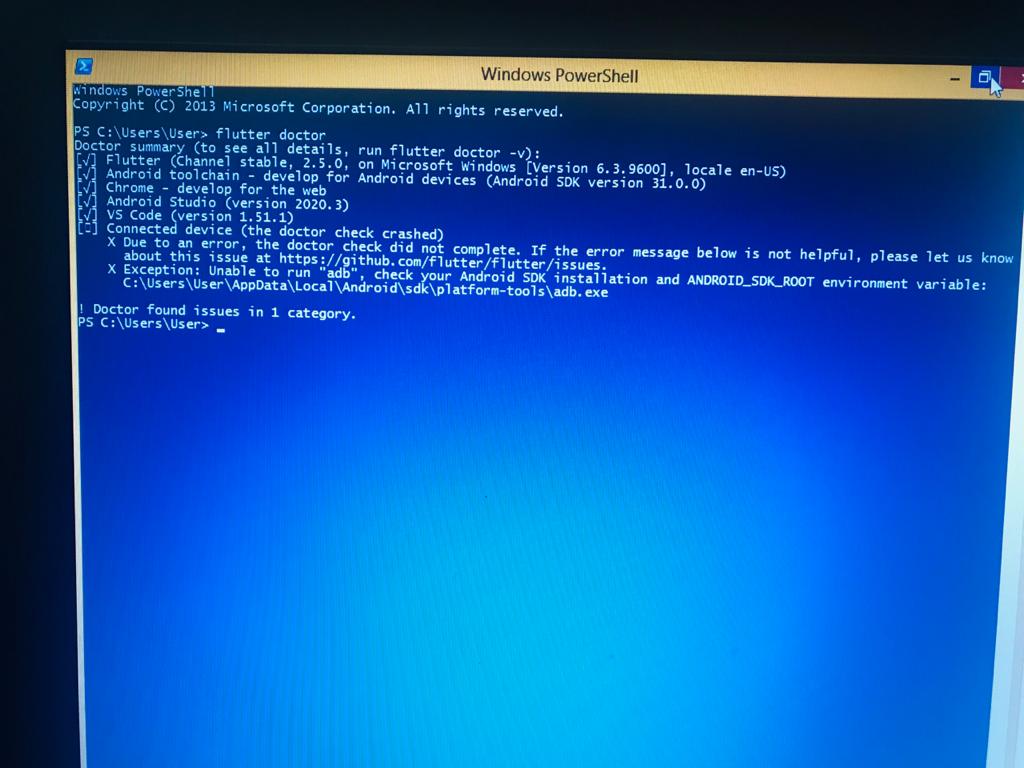 Windows PowerShell
Windows PowerShell
Copyright (C) 2013 Microsoft Corporation. All rights reserved.
PS C:\Users\User> flutter doctor
Doctor summary (to see all details, run flutter doctor -v):
[√] Flutter (Channel stable, 2.5.0, on Microsoft Windows [Version 6.3.9600], locale en-US)
[√] Android toolchain - develop for Android devices (Android SDK version 31.0.0)
[√] Chrome - develop for the web
[√] Android Studio (version 2020.3)
[√] VS Code (version 1.51.1)
[☐] Connected device (the doctor check crashed)
X Due to an error, the doctor check did not complete. If the error message below is not helpful, please let us know
about this issue at https://github.com/flutter/flutter/issues.
X Exception: Unable to run "adb", check your Android SDK installation and ANDROID_SDK_ROOT environment variable:
C:\Users\User\AppData\Local\Android\sdk\platform-tools\adb.exe
! Doctor found issues in 1 category.
PS C:\Users\User> _